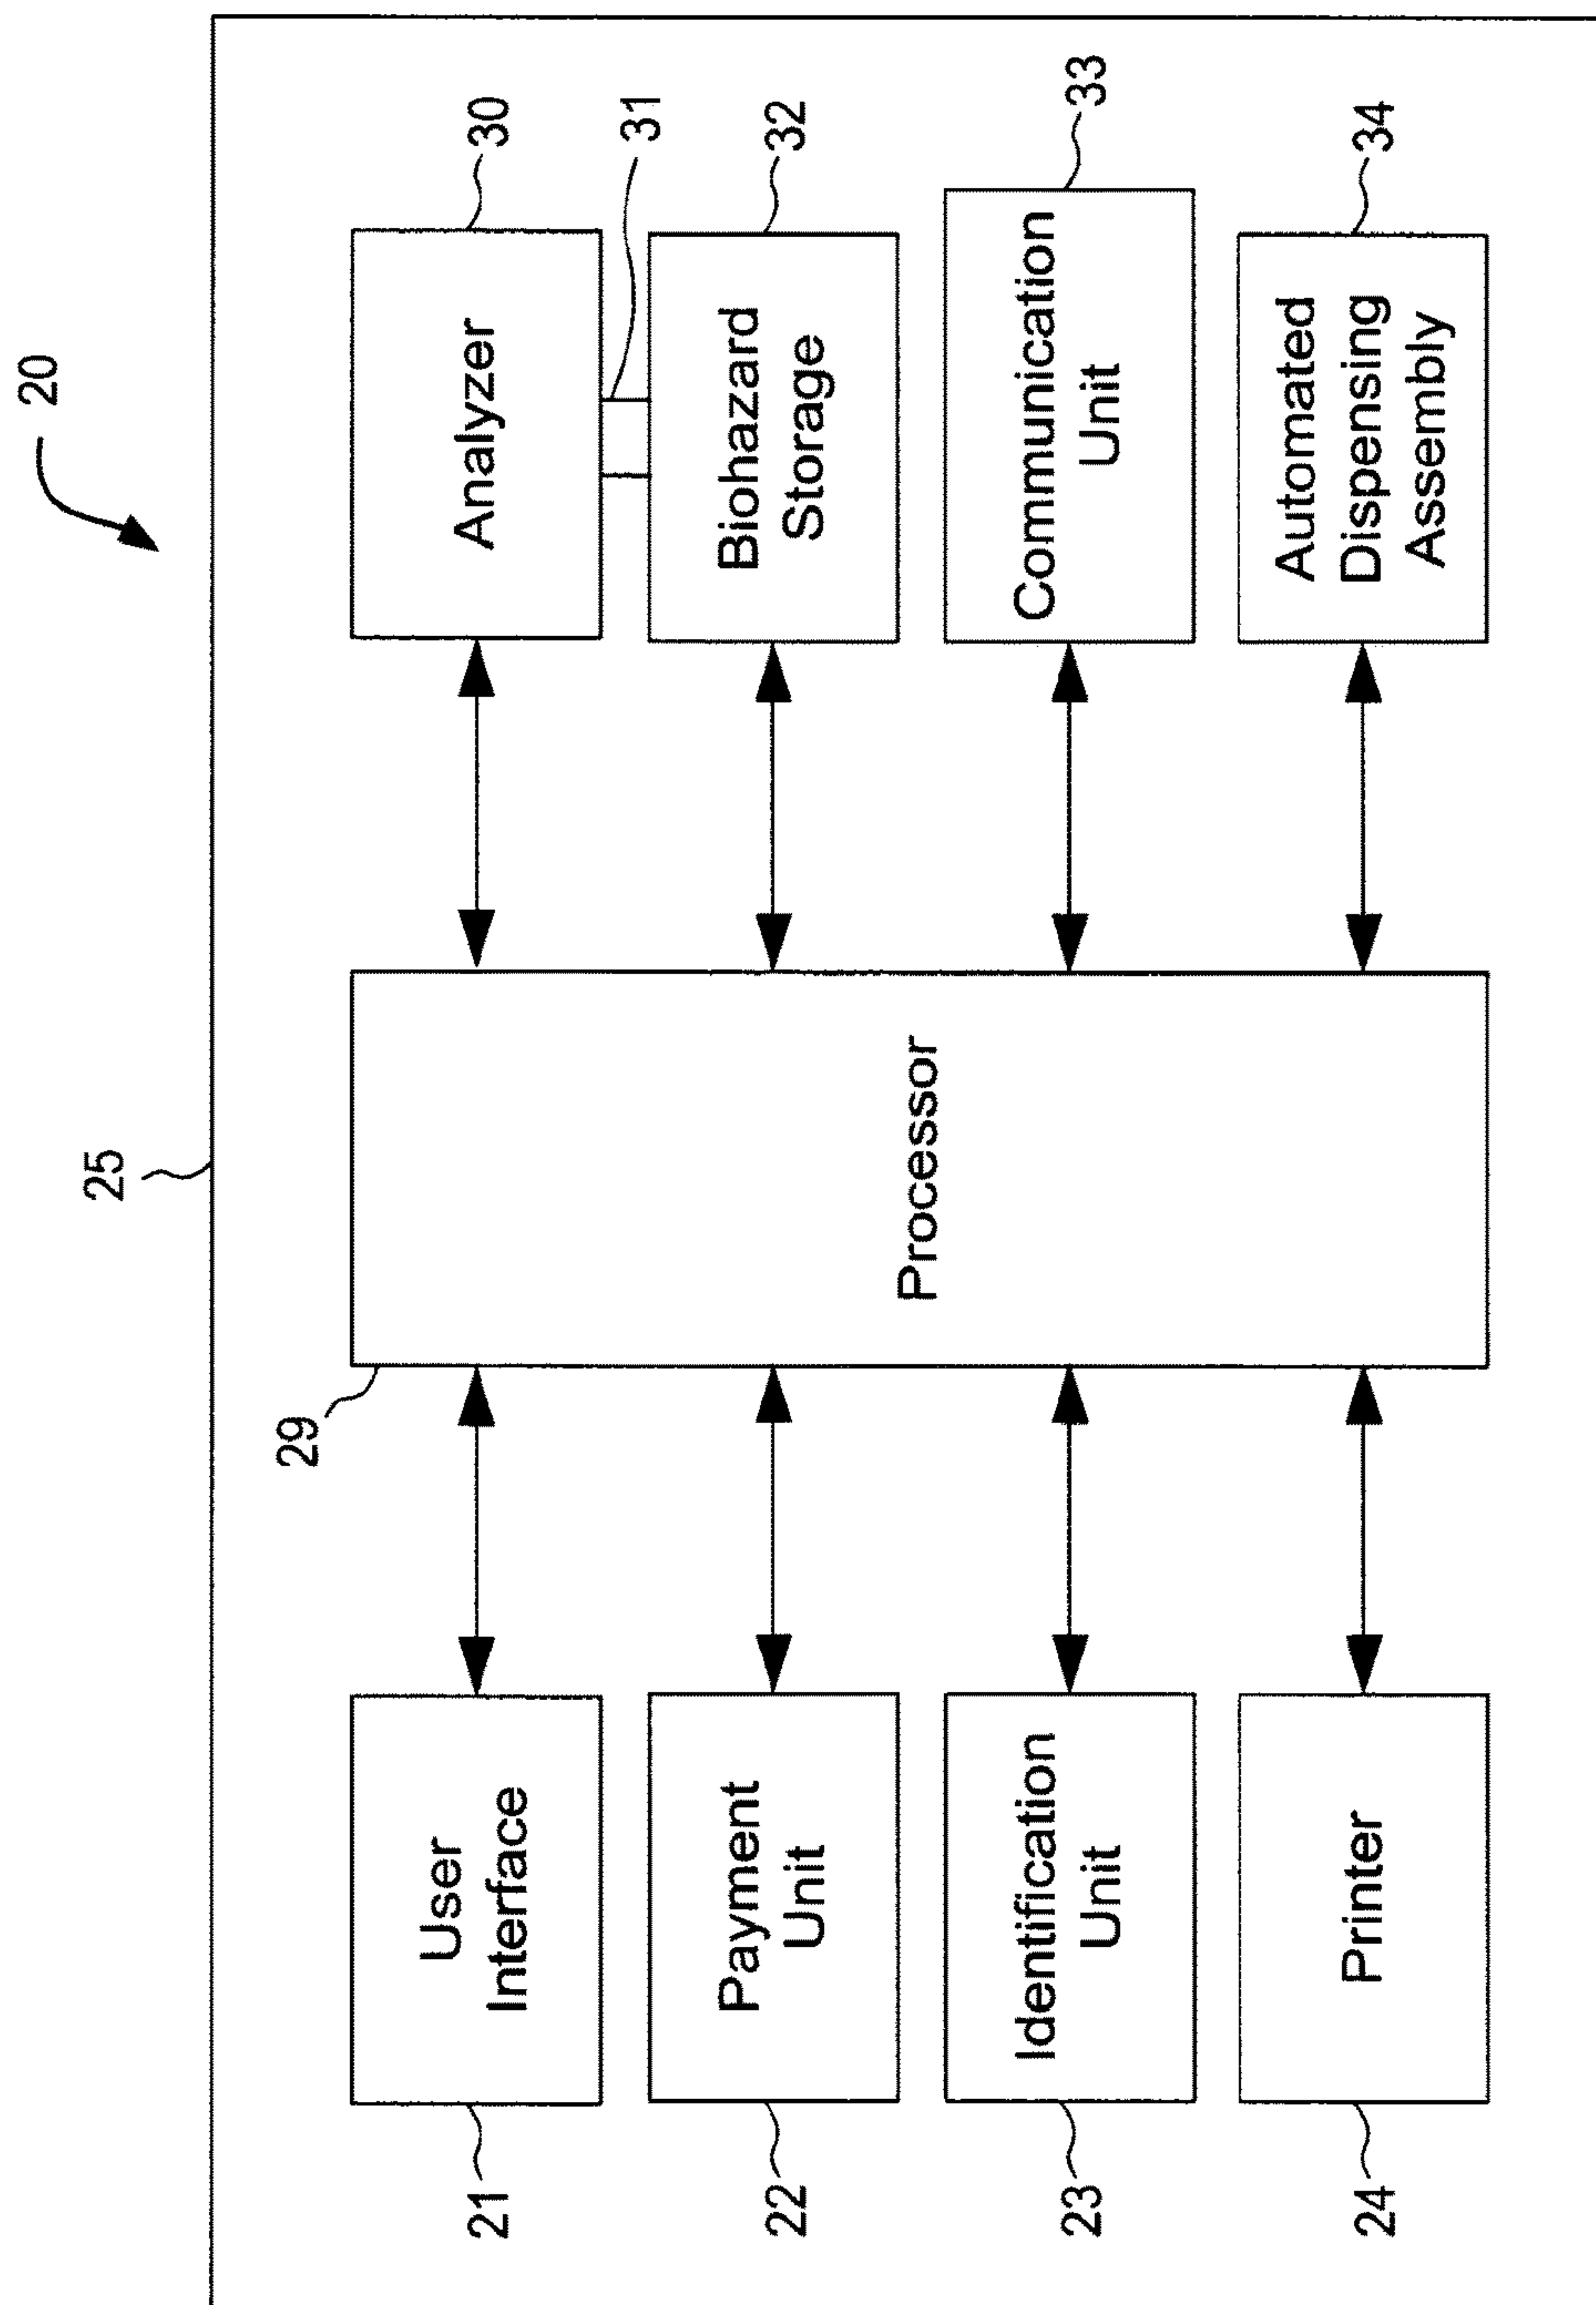 20
25
29
21
User
Interface
22
Payment
Unit
23
Identification
Unit
24
Printer
Processor
30
Analyzer
31
32
Biohazard
Storage
33
Communication
Unit
34
Automated
Dispensing
Assembly